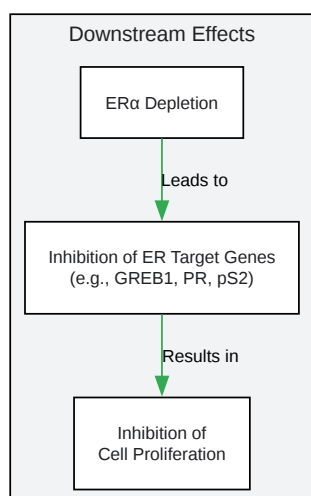 Downstream Effects
ERα Depletion
Leads to
Inhibition of ER Target Genes
(e.g., GREB1, PR, pS2)
Results in
Inhibition of
Cell Proliferation